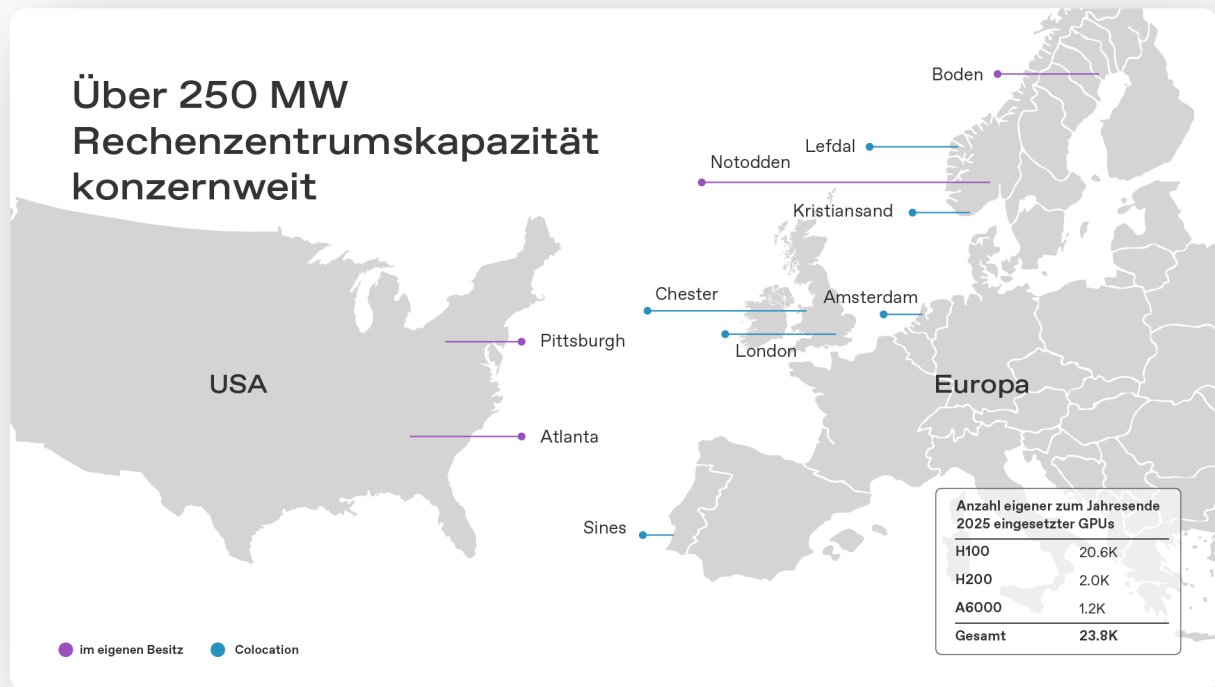 Über 250 MW
Rechenzentrumskapazität
konzernweit
Boden
Lefdal
Notodden
Kristiansand
Chester
Amsterdam
London
Pittsburgh
USA
Europa
Atlanta
Sines
Anzahl eigener zum Jahresende
2025 eingesetzter GPUs
H100 20.6K
H200 2.0K
A6000 1.2K
Gesamt 23.8K
im eigenen Besitz
Colocation